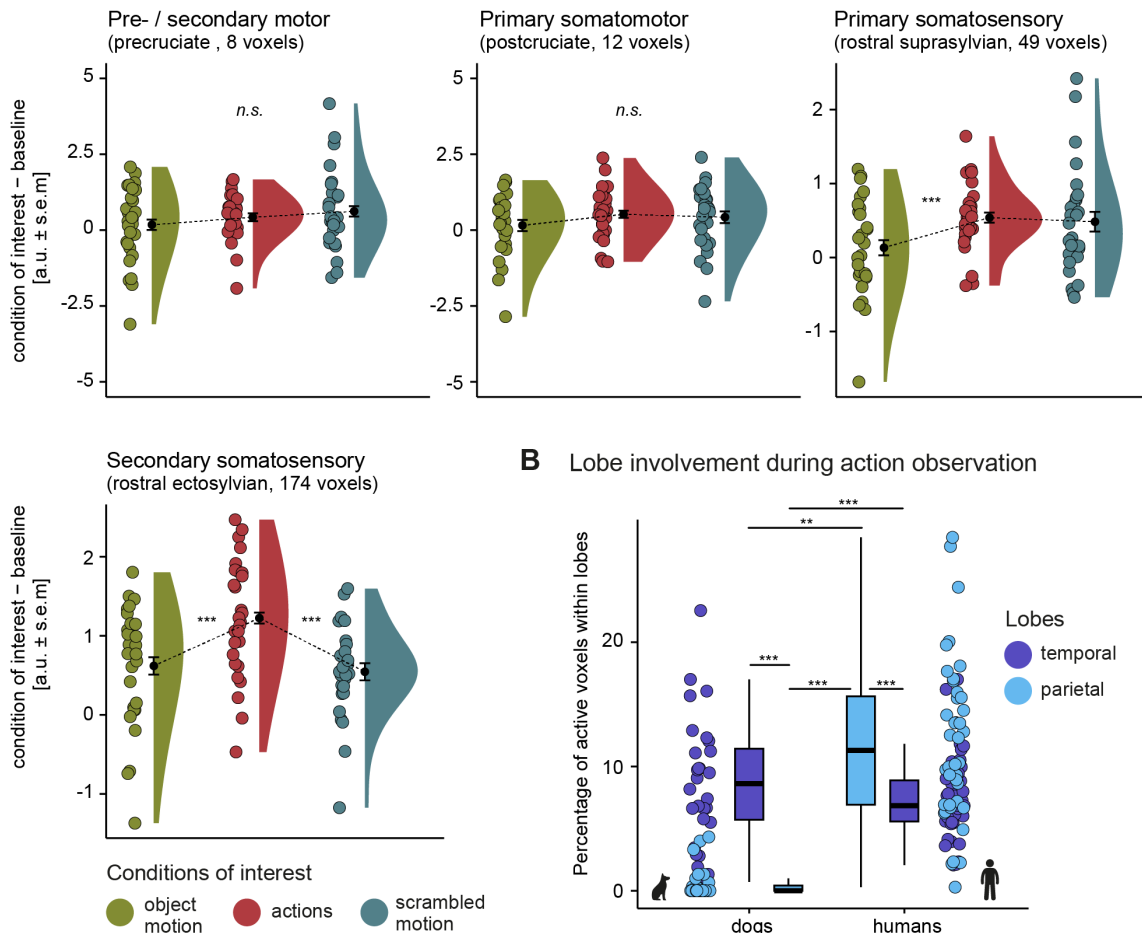 Pre- / secondary motor
(precruciate , 8 voxels)
Primary somatomotor
(postcruciate, 12 voxels)
Primary somatosensory
(rostral suprasylvian, 49 voxels)
condition of interest – baseline
[a.u. ± s.e.m]
5
2.5
0
-2.5
-5
n.s.
5
2.5
0
-2.5
-5
n.s.
2
1
0
-1
***
Secondary somatosensory
(rostral ectosylvian, 174 voxels)
condition of interest – baseline
[a.u. ± s.e.m]
2
1
0
-1
***
***
Conditions of interest
object
motion
actions
scrambled
motion
B Lobe involvement during action observation
Percentage of active voxels within lobes
20
10
0
***
**
***
***
***
dogs
humans
Lobes
temporal
parietal